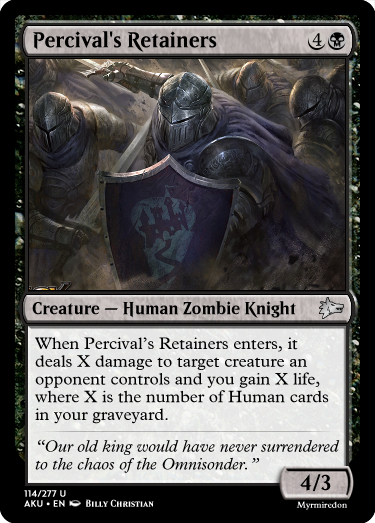 Percival's Retainers 4
Creature — Human Zombie Knight
When Percival's Retainers enters, it
deals X damage to target creature an
opponent controls and you gain X life,
where X is the number of Human cards
in your graveyard.
“Our old king would have never surrendered
to the chaos of the Omnisonder.”
4/3
114/277 U
AKU • EN Billy Christian
Myrmiredon